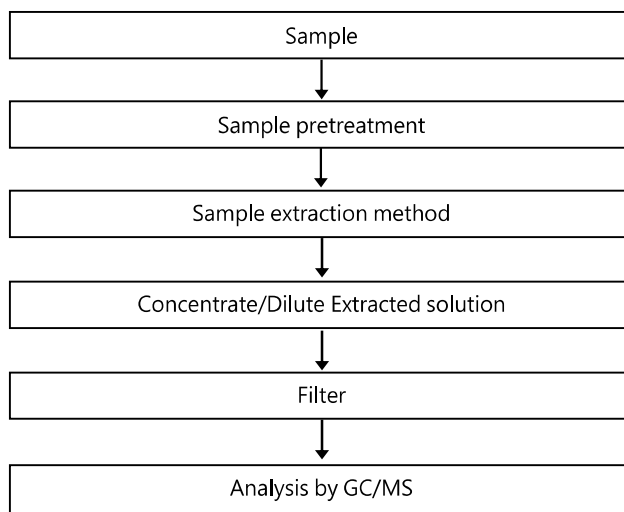 Sample
Sample pretreatment
Sample extraction method
Concentrate/Dilute Extracted solution
Filter
Analysis by GC/MS